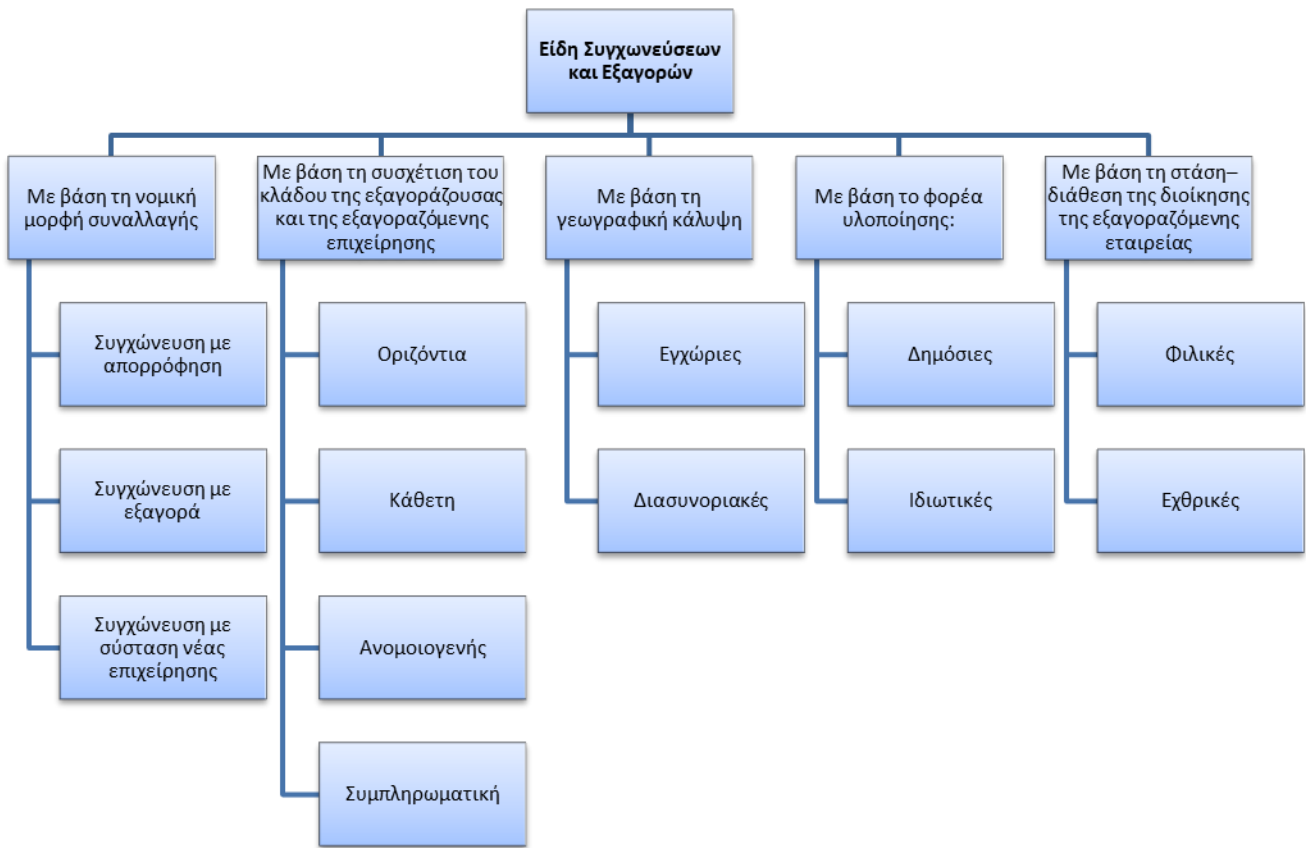 Είδη Συγχωνεύσεων
και Εξαγορών
Με βάση τη νομική
μορφή συναλλαγής
Συγχώνευση με
απορρόφηση
Συγχώνευση με
εξαγορά
Συγχώνευση με
σύσταση νέας
επιχείρησης
Με βάση τη συσχέτιση του
κλάδου της εξαγοράζουσας
και της εξαγοραζόμενης
επιχείρησης
Οριζόντια
Κάθετη
Ανομοιογενής
Συμπληρωματική
Με βάση τη
γεωγραφική κάλυψη
Εγχώριες
Διασυνοριακές
Με βάση το φορέα
υλοποίησης:
Δημόσιες
Ιδιωτικές
Με βάση τη στάση–
διάθεση της διοίκησης
της εξαγοραζόμενης
εταιρείας
Φιλικές
Εχθρικές